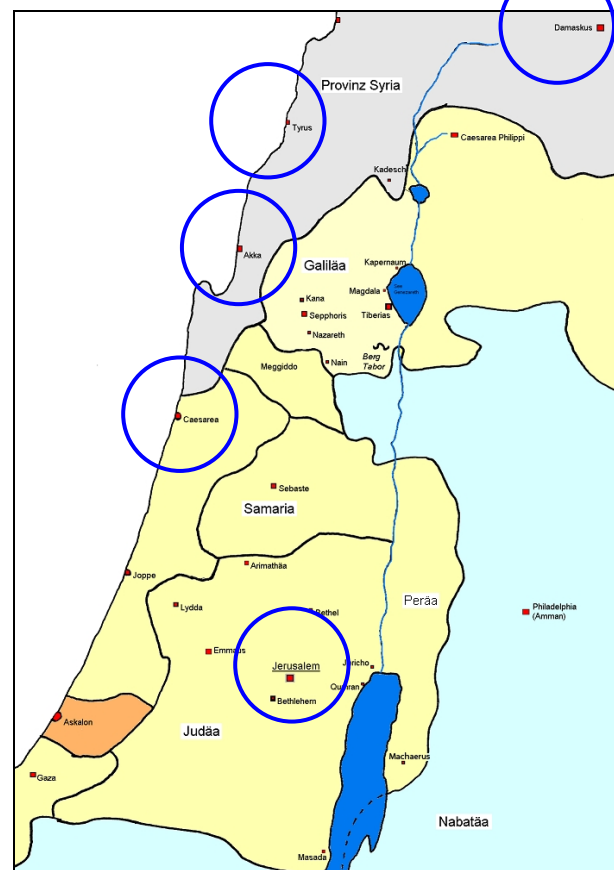 Damaskus
Provinz Syria
Tyrus
Caesarea Philippi
Kadesch
Akka
Galiläa
Kapernaum
Magdala
Kana
Sepphoris
Tiberias
Nazareth
Meggiddo
Nain
Berg
Tabor
Caesarea
Sebaste
Samaria
Arimathäa
Joppe
Lydda
Bethel
Peräa
Philadelphia
(Amman)
Emmaus
Jerusalem
Jericho
Qumran
Bethlehem
Askalon
Judäa
Machaerus
Gaza
Nabatäa
Masada